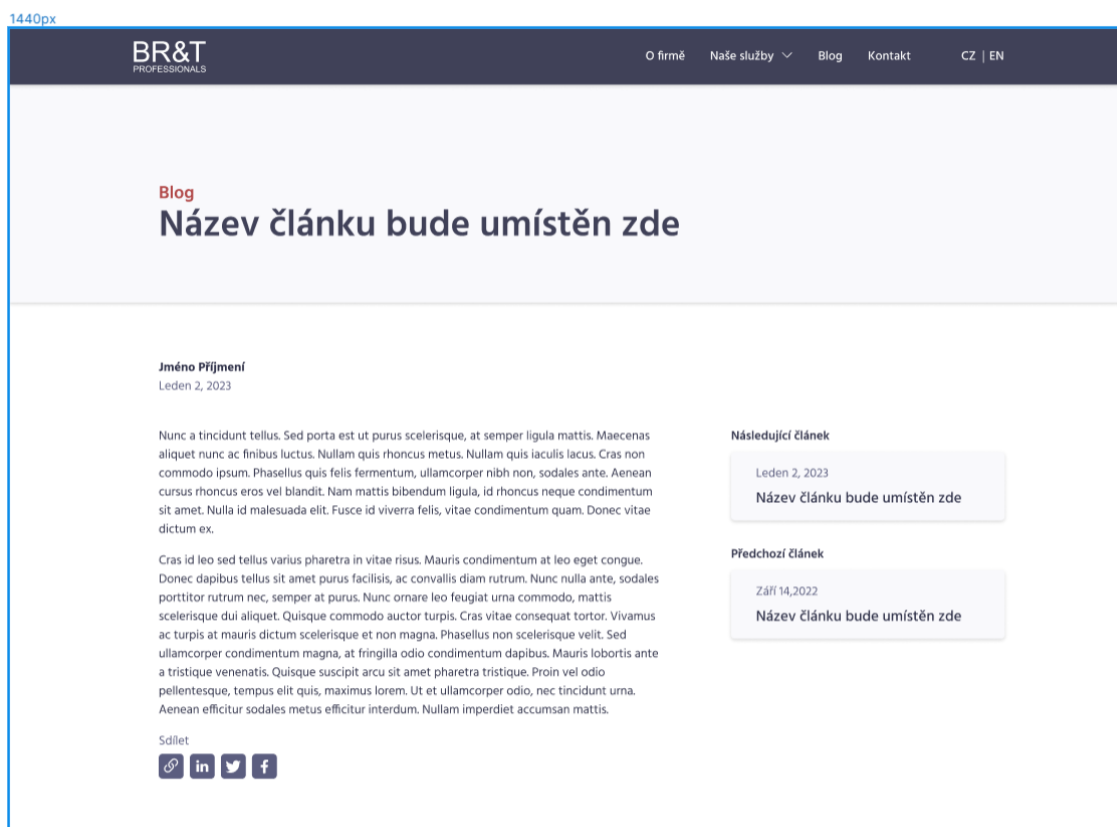 1440px
BR&T
PROFESSIONALS
O firmě
Naše služby
Blog
Kontakt
CZ | EN
Blog
Název článku bude umístěn zde
Jméno Příjmení
Leden 2, 2023
Nunc a tincidunt tellus. Sed porta est ut purus scelerisque, at semper ligula mattis. Maecenas
aliquet nunc ac finibus luctus. Nullam quis rhoncus metus. Nullam quis iaculis lacus. Cras non
commodo ipsum. Phasellus quis felis fermentum, ullamcorper nibh non, sodales ante. Aenean
cursus rhoncus eros vel blandit. Nam mattis bibendum ligula, id rhoncus neque condimentum
sit amet. Nulla id malesuada elit. Fusce id viverra felis, vitae condimentum quam. Donec vitae
dictum ex.
Cras id leo sed tellus varius pharetra in vitae risus. Mauris condimentum at leo eget congue.
Donec dapibus tellus sit amet purus facilisis, ac convallis diam rutrum. Nunc nulla ante, sodales
porttitor rutrum nec, semper at purus. Nunc ornare leo feugiat urna commodo, mattis
scelerisque dui aliquet. Quisque commodo auctor turpis. Cras vitae consequat tortor. Vivamus
ac turpis at mauris dictum scelerisque et non magna. Phasellus non scelerisque velit. Sed
ullamcorper condimentum magna, at fringilla odio condimentum dapibus. Mauris lobortis ante
a tristique venenatis. Quisque suscipit arcu sit amet pharetra tristique. Proin vel odio
pellentesque, tempus elit quis, maximus lorem. Ut et ullamcorper odio, nec tincidunt urna.
Aenean efficitur sodales metus efficitur interdum. Nullam imperdiet accumsan mattis.
Sdílet
in
f
Následující článek
Leden 2, 2023
Název článku bude umístěn zde
Předchozí článek
Září 14,2022
Název článku bude umístěn zde